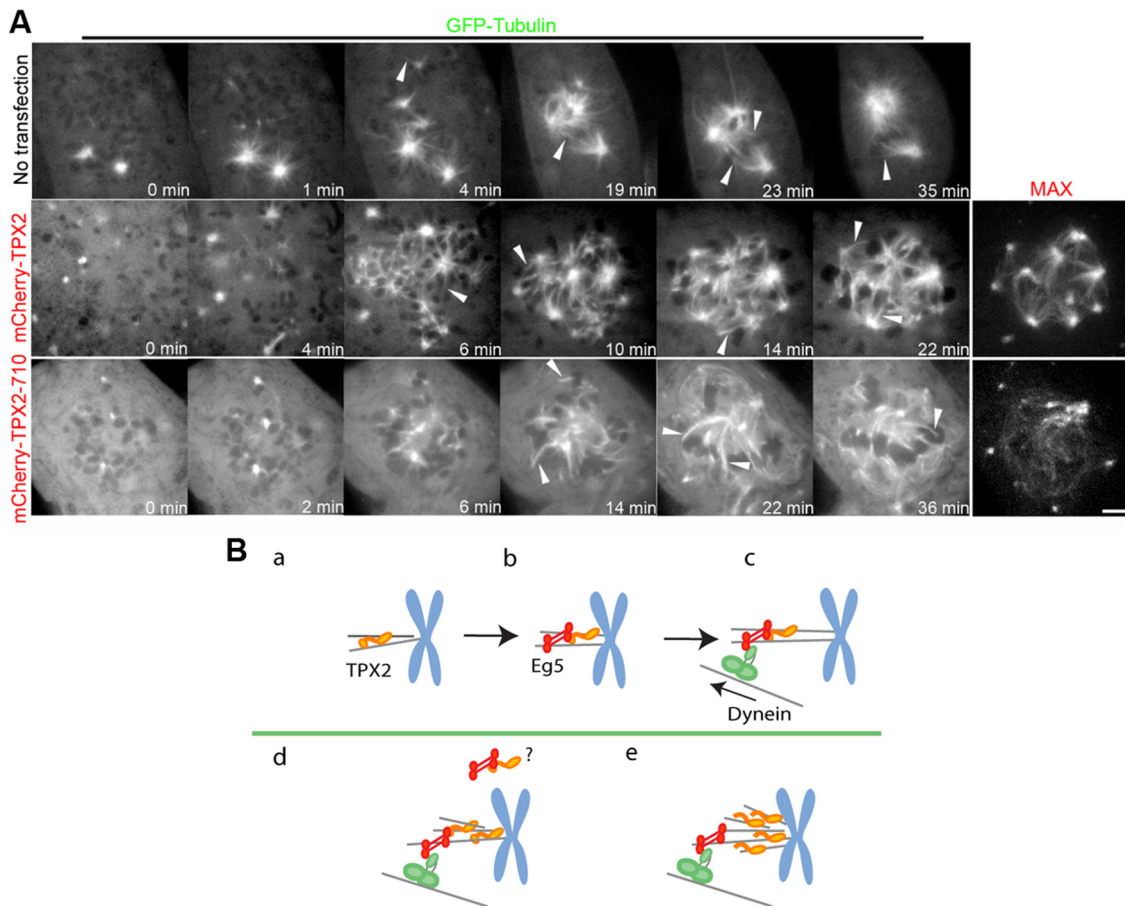 A
GFP-Tubulin
No transfection
0 min
1 min
4 min
19 min
23 min
35 min
MAX
mCherry-TPX2
0 min
4 min
6 min
10 min
14 min
22 min
mCherry-TPX2-710
0 min
2 min
6 min
14 min
22 min
36 min
B
a
b
c
TPX2
Eg5
Dynein
d
?
e